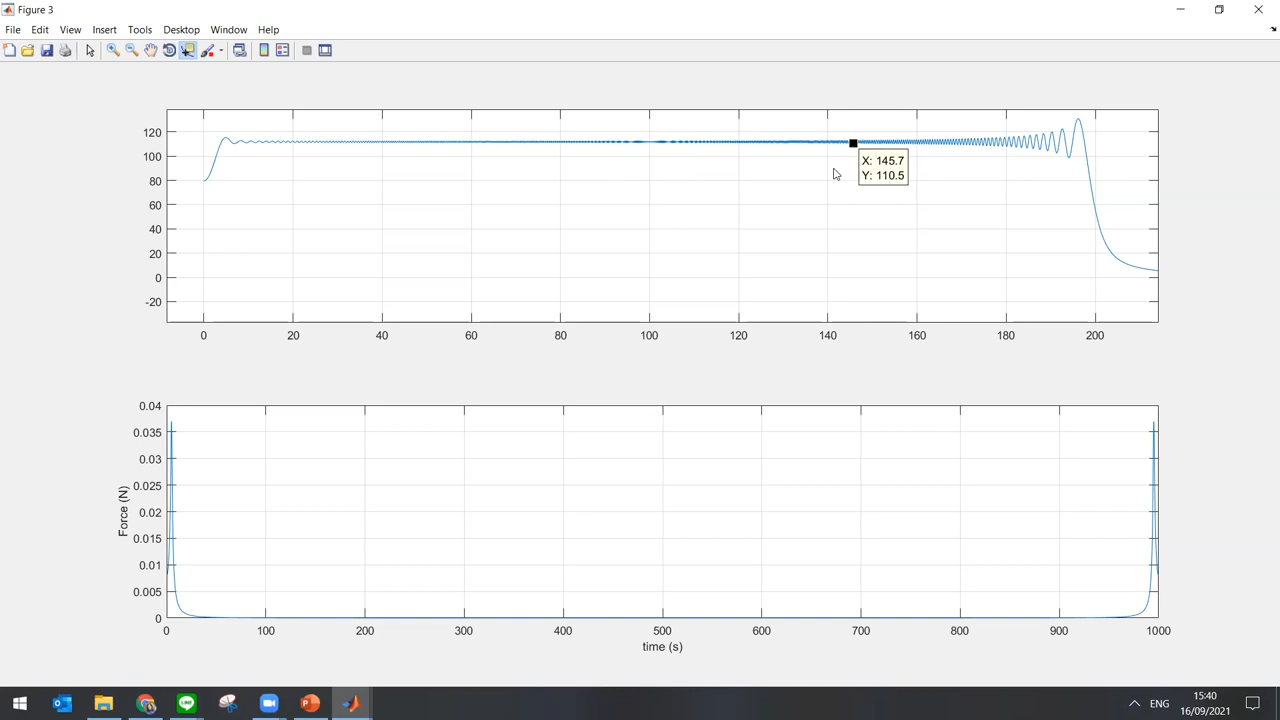 Figure 3
File Edit View Insert Tools Desktop Window Help
120
100
80
60
40
20
0
-20
X: 145.7
Y: 110.5
0 20 40 60 80 100 120 140 160 180 200
0.04
0.035
0.03
0.025
0.02
0.015
0.01
0.005
0
Force (N)
0 100 200 300 400 500 600 700 800 900 1000
time (s)
ENG
15:40
16/09/2021